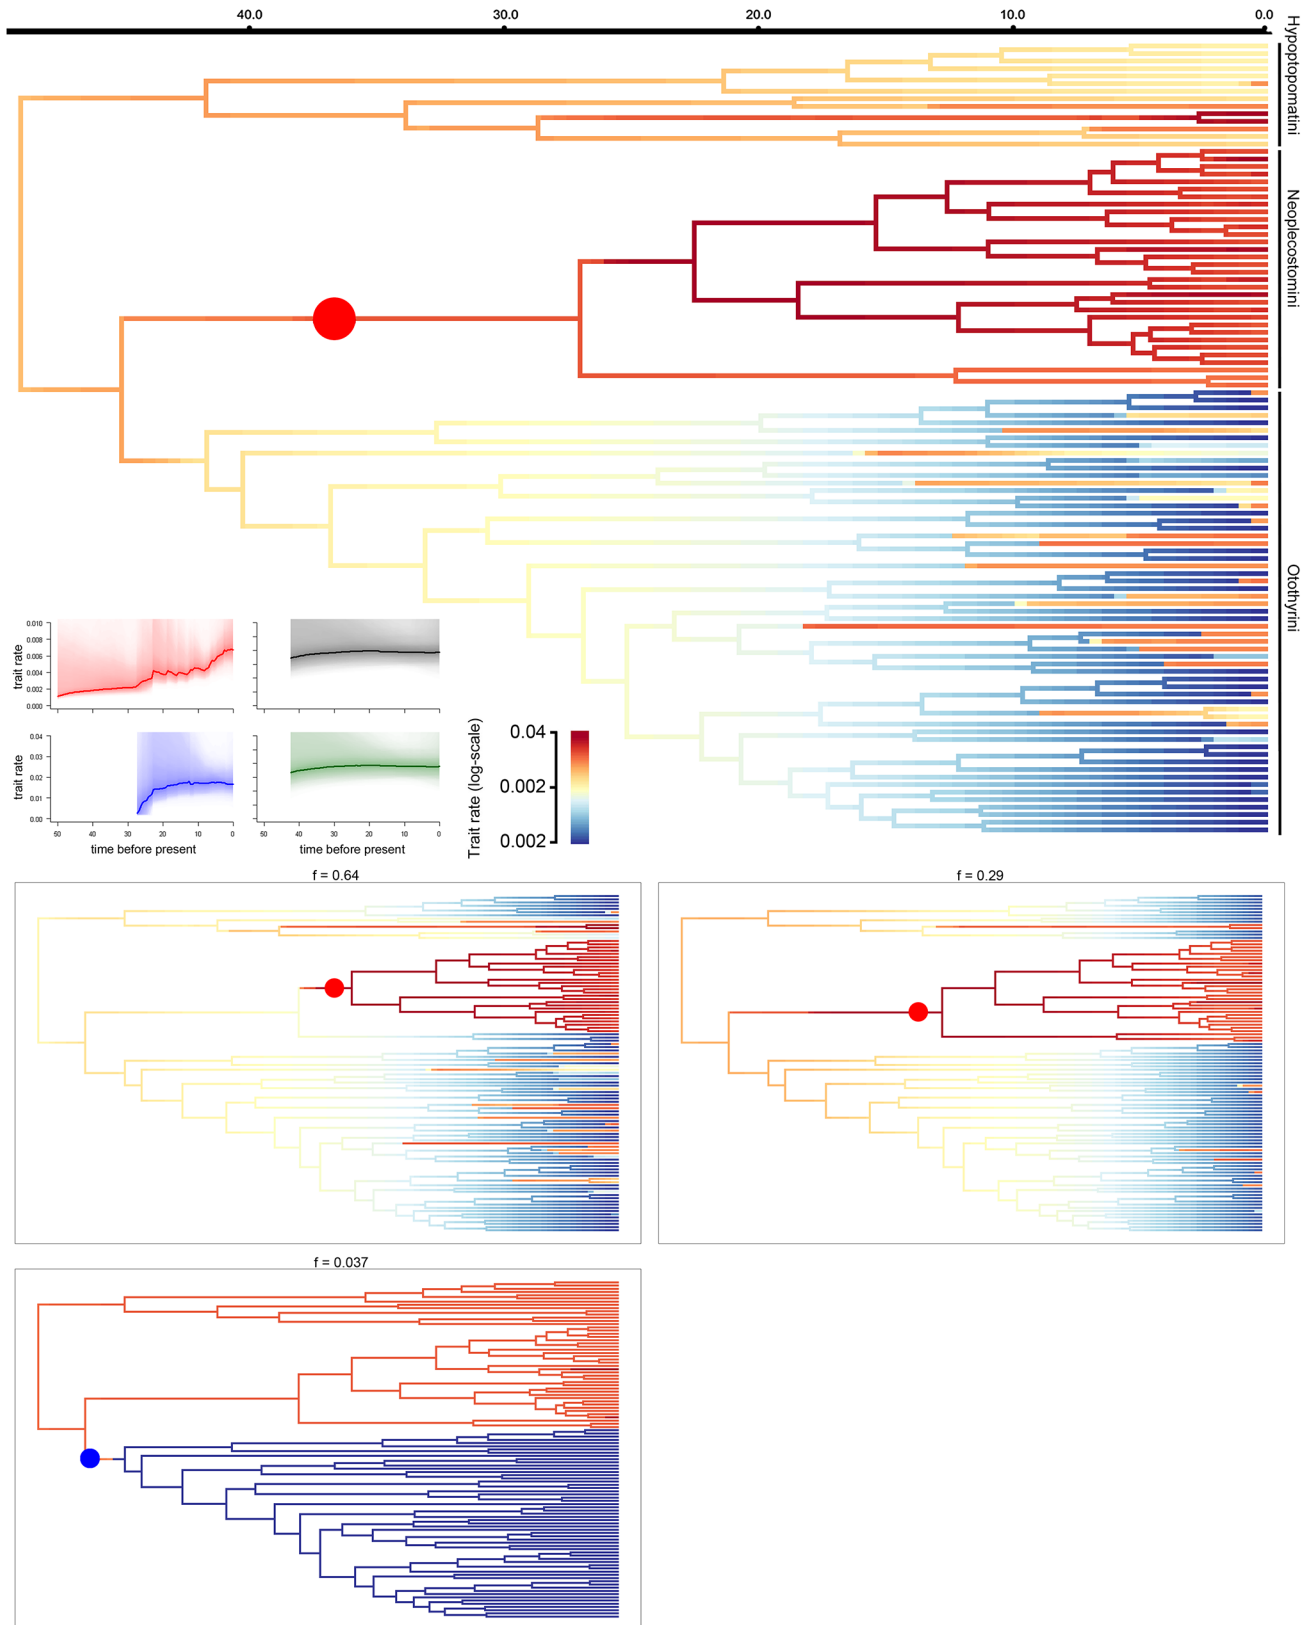 40.0 30.0 20.0 10.0 0.0
Hypoptopomatini
Neoplecostomini
Otothyrini
0.010
0.008
0.006
0.004
0.002
0.000
trait rate
0.04
0.03
0.02
0.01
0.00
trait rate
50 40 30 20 10 0
time before present
50 40 30 20 10 0
time before present
Trait rate (log-scale)
0.04
0.002
0.002
f = 0.64
f = 0.29
f = 0.037